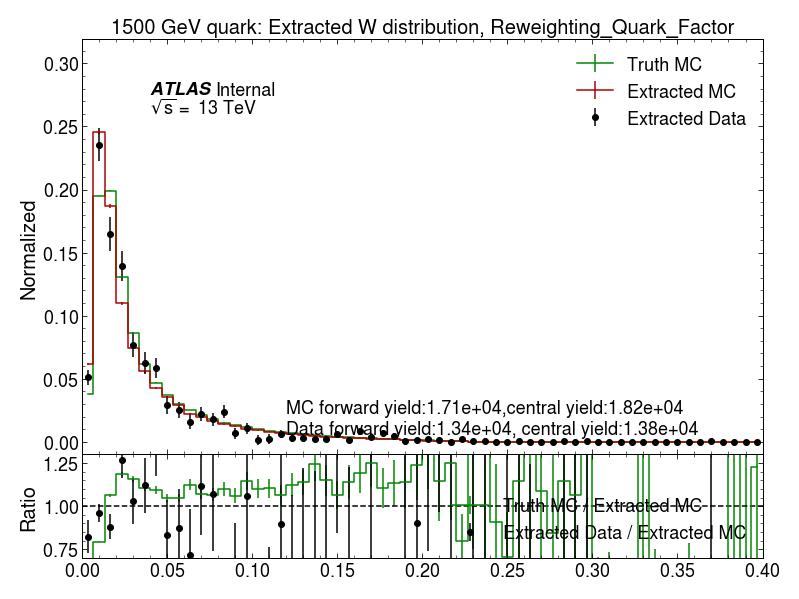 1500 GeV quark: Extracted W distribution, Reweighting_Quark_Factor
0.30
0.25
0.20
0.15
0.10
0.05
0.00
Normalized
ATLAS Internal
√s = 13 TeV
Truth MC
Extracted MC
Extracted Data
MC forward yield:1.71e+04,central yield:1.82e+04
Data forward yield:1.34e+04, central yield:1.38e+04
1.25
1.00
0.75
Ratio
Truth MC / Extracted MC
Extracted Data / Extracted MC
0.00 0.05 0.10 0.15 0.20 0.25 0.30 0.35 0.40